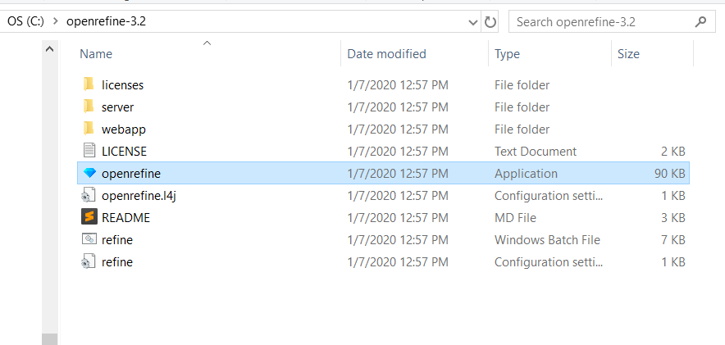 OS (C:) › openrefine-3.2
Search openrefine-3.2
Name Date modified Type Size
licenses 1/7/2020 12:57 PM File folder
server 1/7/2020 12:57 PM File folder
webapp 1/7/2020 12:57 PM File folder
LICENSE 1/7/2020 12:57 PM Text Document 2 KB
openrefine 1/7/2020 12:57 PM Application 90 KB
openrefine.l4j 1/7/2020 12:57 PM Configuration setti... 1 KB
README 1/7/2020 12:57 PM MD File 3 KB
refine 1/7/2020 12:57 PM Windows Batch File 7 KB
refine 1/7/2020 12:57 PM Configuration setti... 1 KB